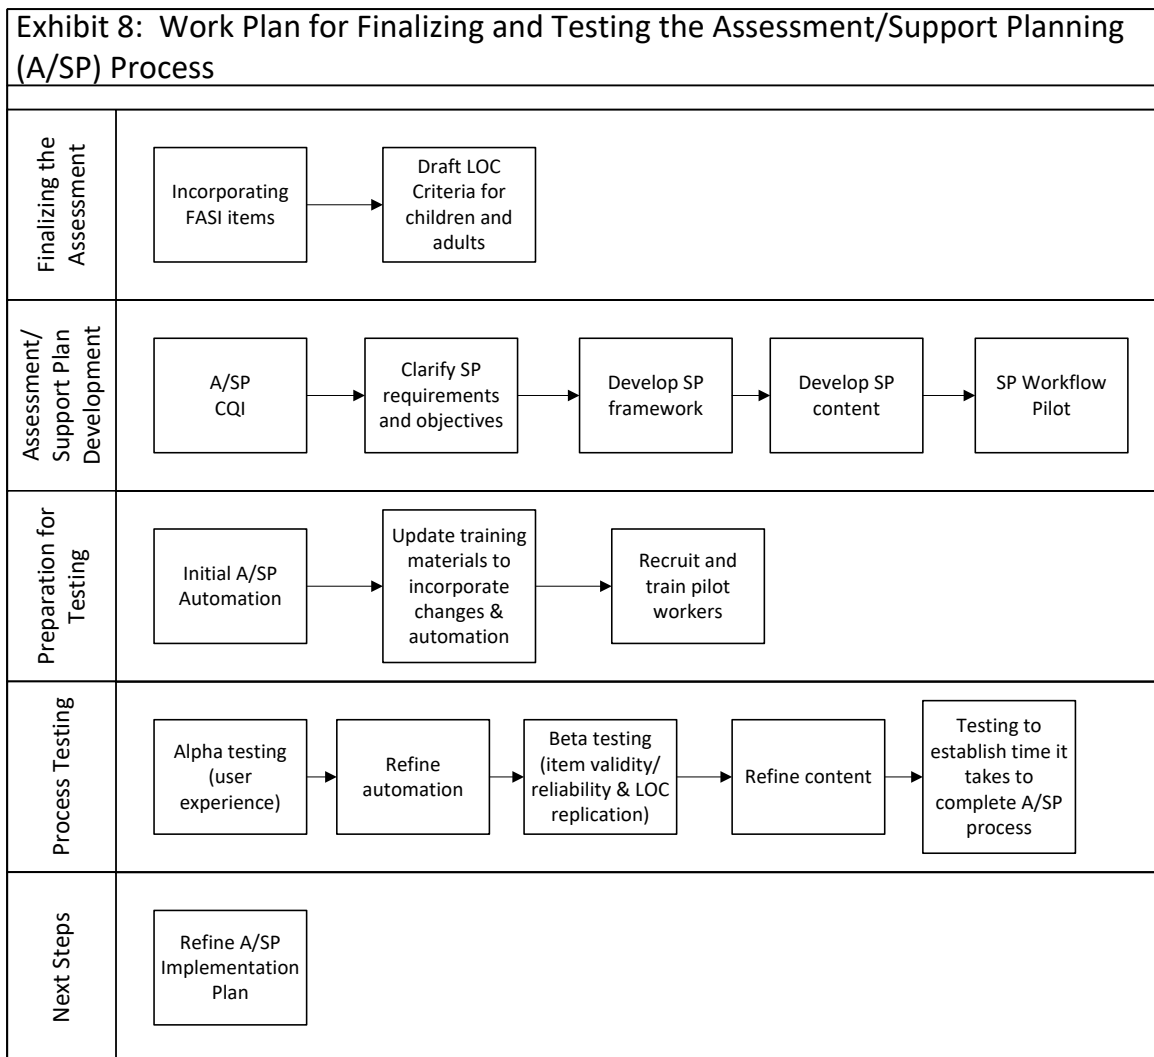 Exhibit 8:  Work Plan for Finalizing and Testing the Assessment/Support Planning
(A/SP) Process
Finalizing the
Assessment
Incorporating
FASI items
Draft LOC
Criteria for
children and
adults
Assessment/
Support Plan
Development
A/SP
CQI
Clarify SP
requirements
and objectives
Develop SP
framework
Develop SP
content
SP Workflow
Pilot
Preparation for
Testing
Initial A/SP
Automation
Update training
materials to
incorporate
changes &
automation
Recruit and
train pilot
workers
Process Testing
Alpha testing
(user
experience)
Refine
automation
Beta testing
(item validity/
reliability & LOC
replication)
Refine content
Testing to
establish time it
takes to
complete A/SP
process
Next Steps
Refine A/SP
Implementation
Plan